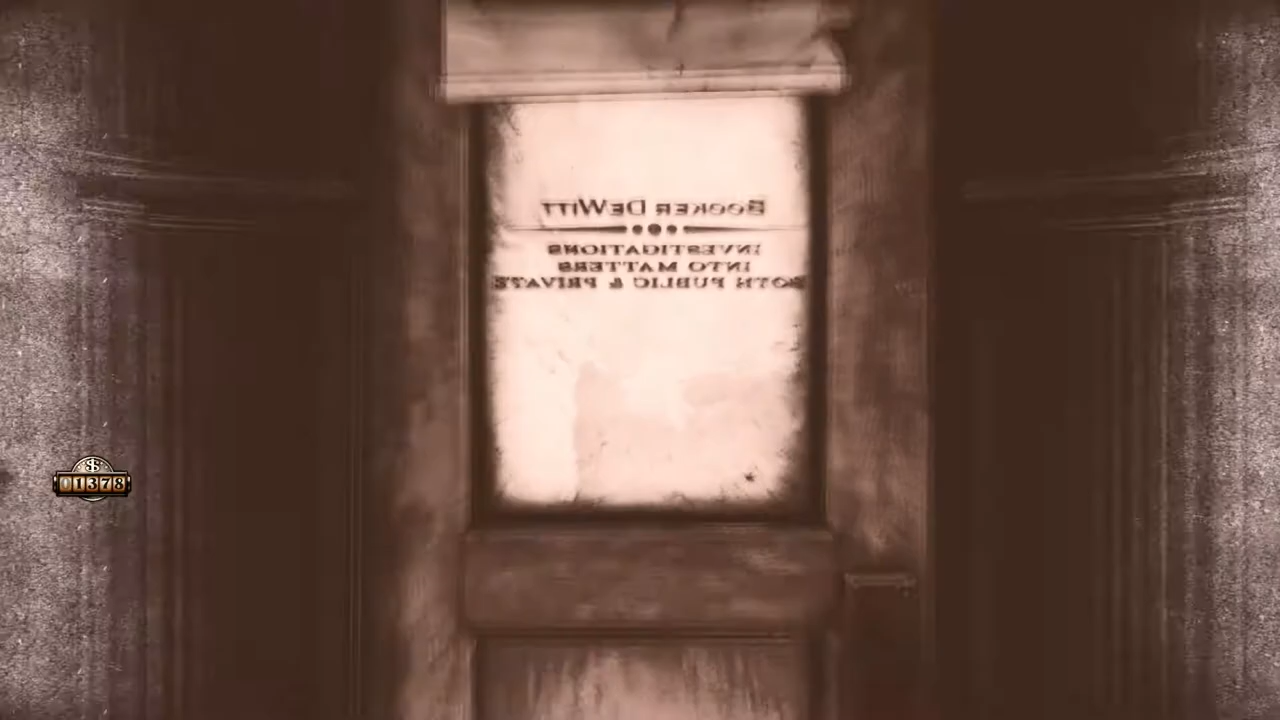 BOOKER DEWITT
INVESTIGATIONS
INTO MATTERS
BOTH PUBLIC & PRIVATE
$
01378